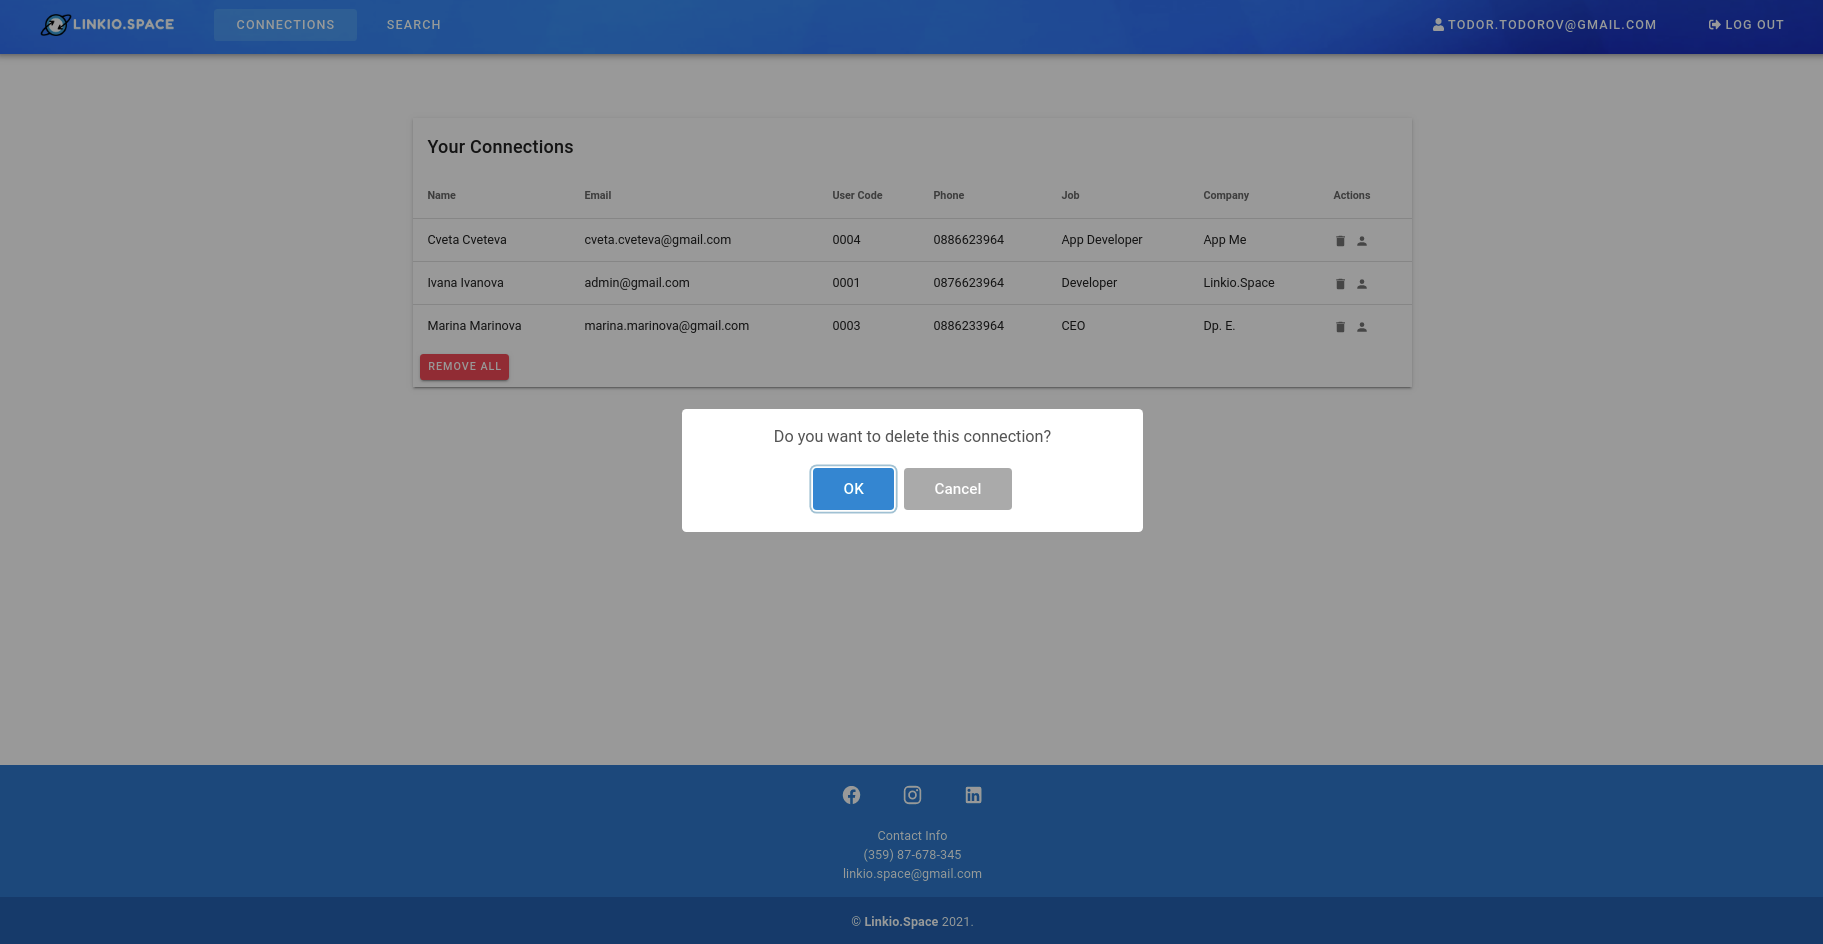 LINKIO.SPACE CONNECTIONS SEARCH TODOR.TODOROV@GMAIL.COM LOG OUT
Your Connections
Name Email User Code Phone Job Company Actions
Cveta Cveteva cveta.cveteva@gmail.com 0004 0886623964 App Developer App Me
Ivana Ivanova admin@gmail.com 0001 0876623964 Developer Linkio.Space
Marina Marinova marina.marinova@gmail.com 0003 0886233964 CEO Dp. E.
REMOVE ALL
Do you want to delete this connection?
OK Cancel
Contact Info
(359) 87-678-345
linkio.space@gmail.com
© Linkio.Space 2021.